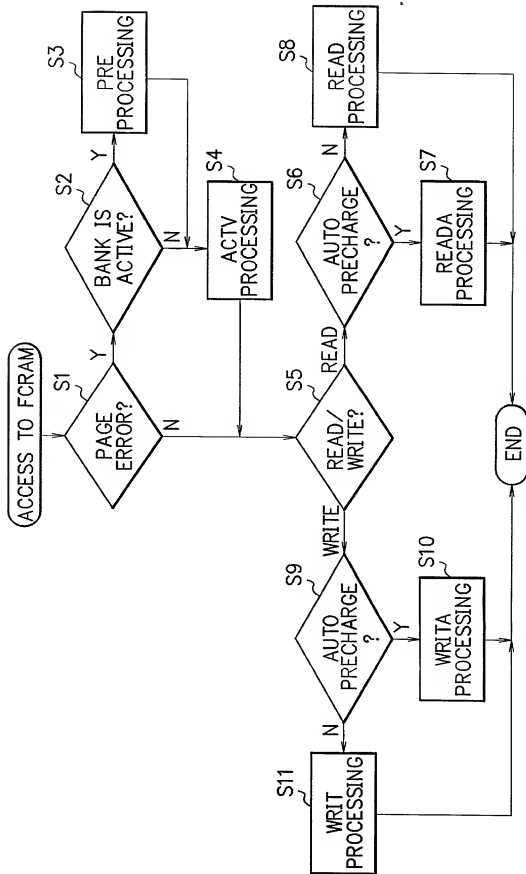 ACCESS TO FCRAM
S1
PAGE
ERROR?
Y
N
S2
BANK IS
ACTIVE?
Y
N
S3
PRE
PROCESSING
S4
ACTV
PROCESSING
S5
READ/
WRITE?
READ
WRITE
S6
AUTO
PRECHARGE
?
N
Y
S8
READ
PROCESSING
S7
READA
PROCESSING
S9
AUTO
PRECHARGE
?
Y
N
S10
WRITA
PROCESSING
S11
WRIT
PROCESSING
END